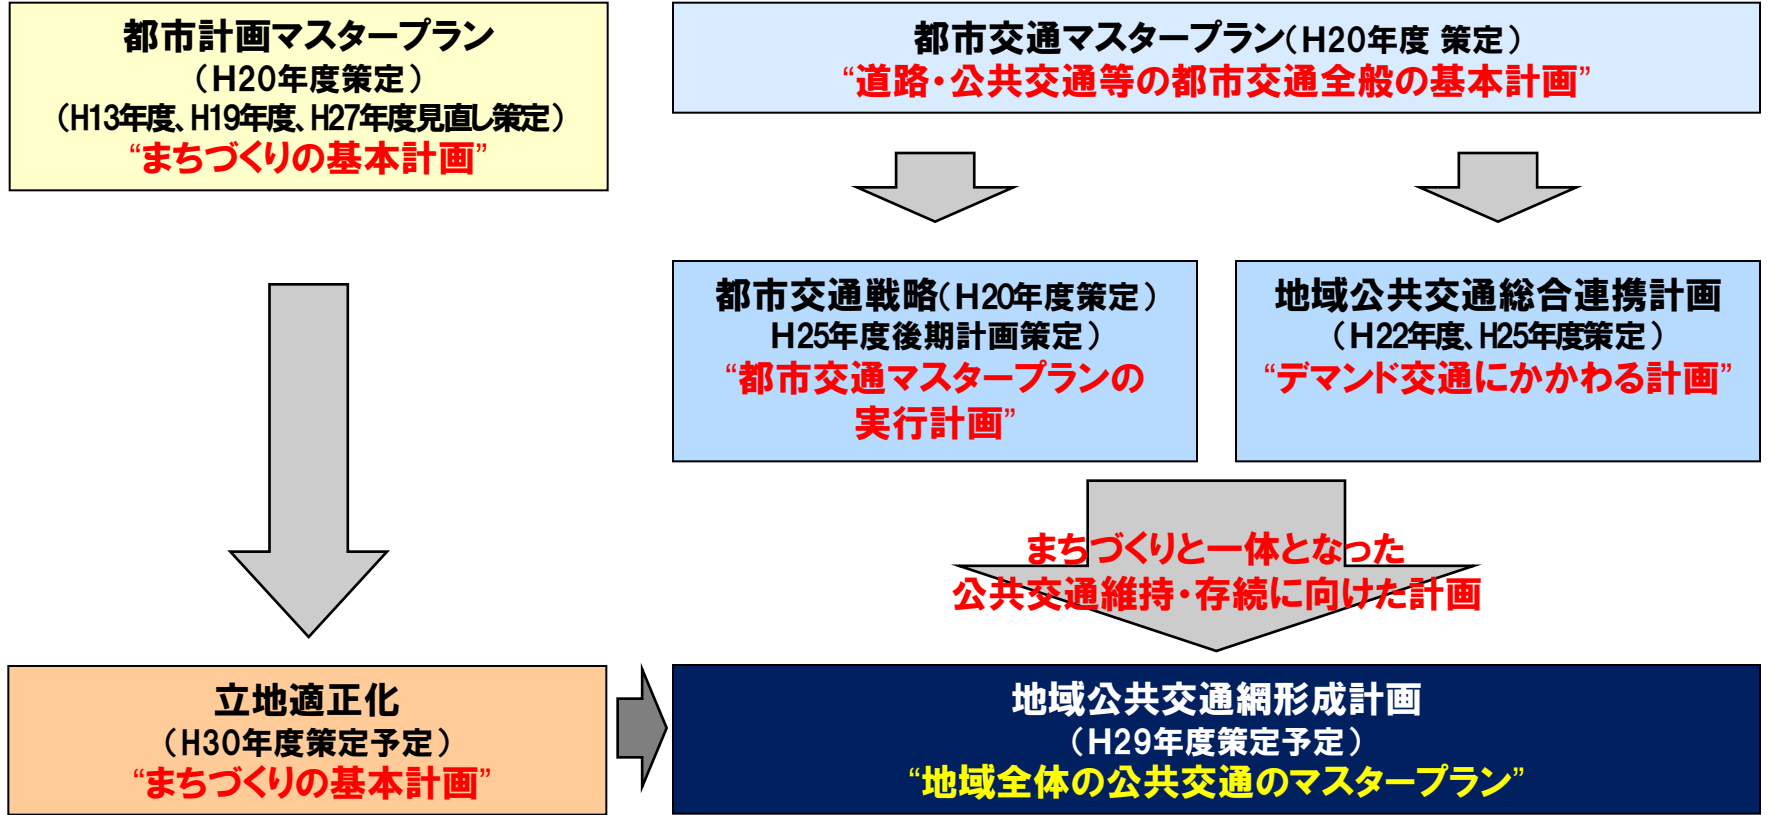 都市計画マスタープラン
（H20年度策定）
（H13年度、H19年度、H27年度見直し策定）
“まちづくりの基本計画”
都市交通マスタープラン（H20年度 策定）
“道路・公共交通等の都市交通全般の基本計画”
都市交通戦略（H20年度策定）
H25年度後期計画策定）
“都市交通マスタープランの
実行計画”
地域公共交通総合連携計画
（H22年度、H25年度策定）
“デマンド交通にかかわる計画”
まちづくりと一体となった
公共交通維持・存続に向けた計画
立地適正化
（H30年度策定予定）
“まちづくりの基本計画”
地域公共交通網形成計画
（H29年度策定予定）
“地域全体の公共交通のマスタープラン”